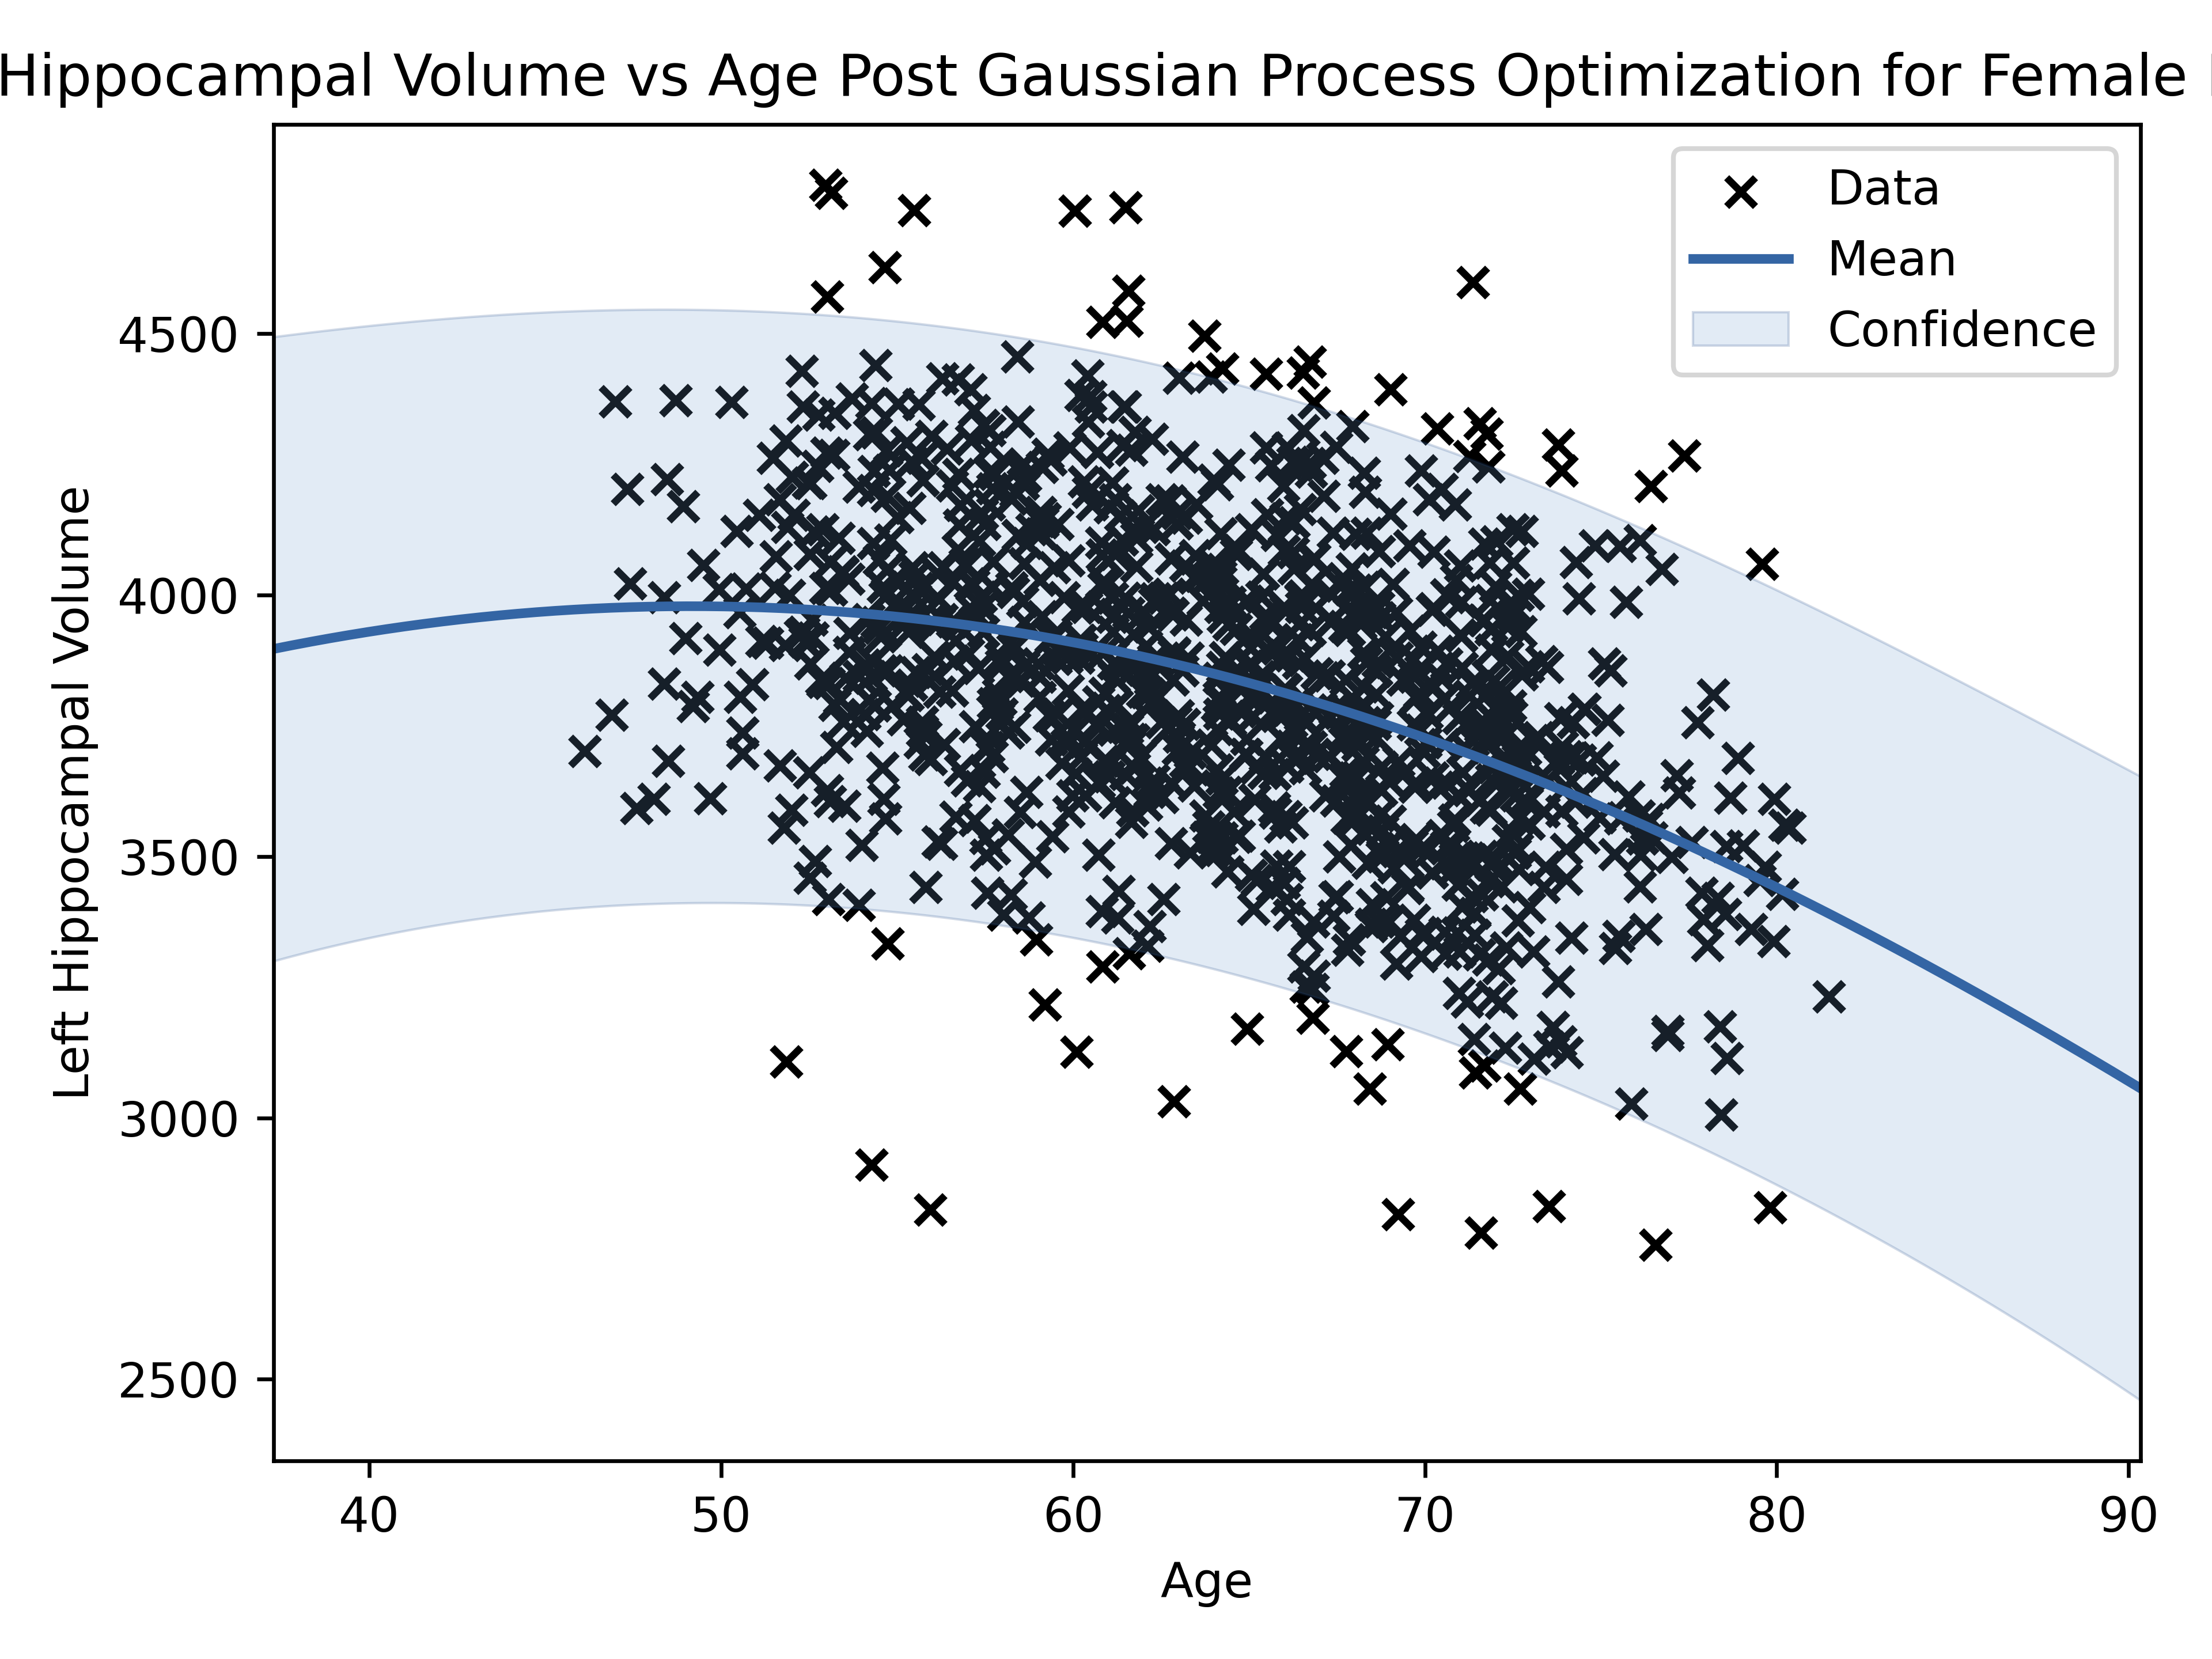 Hippocampal Volume vs Age Post Gaussian Process Optimization for Female
Data
Mean
Confidence
Left Hippocampal Volume
4500
4000
3500
3000
2500
40 50 60 70 80 90
Age